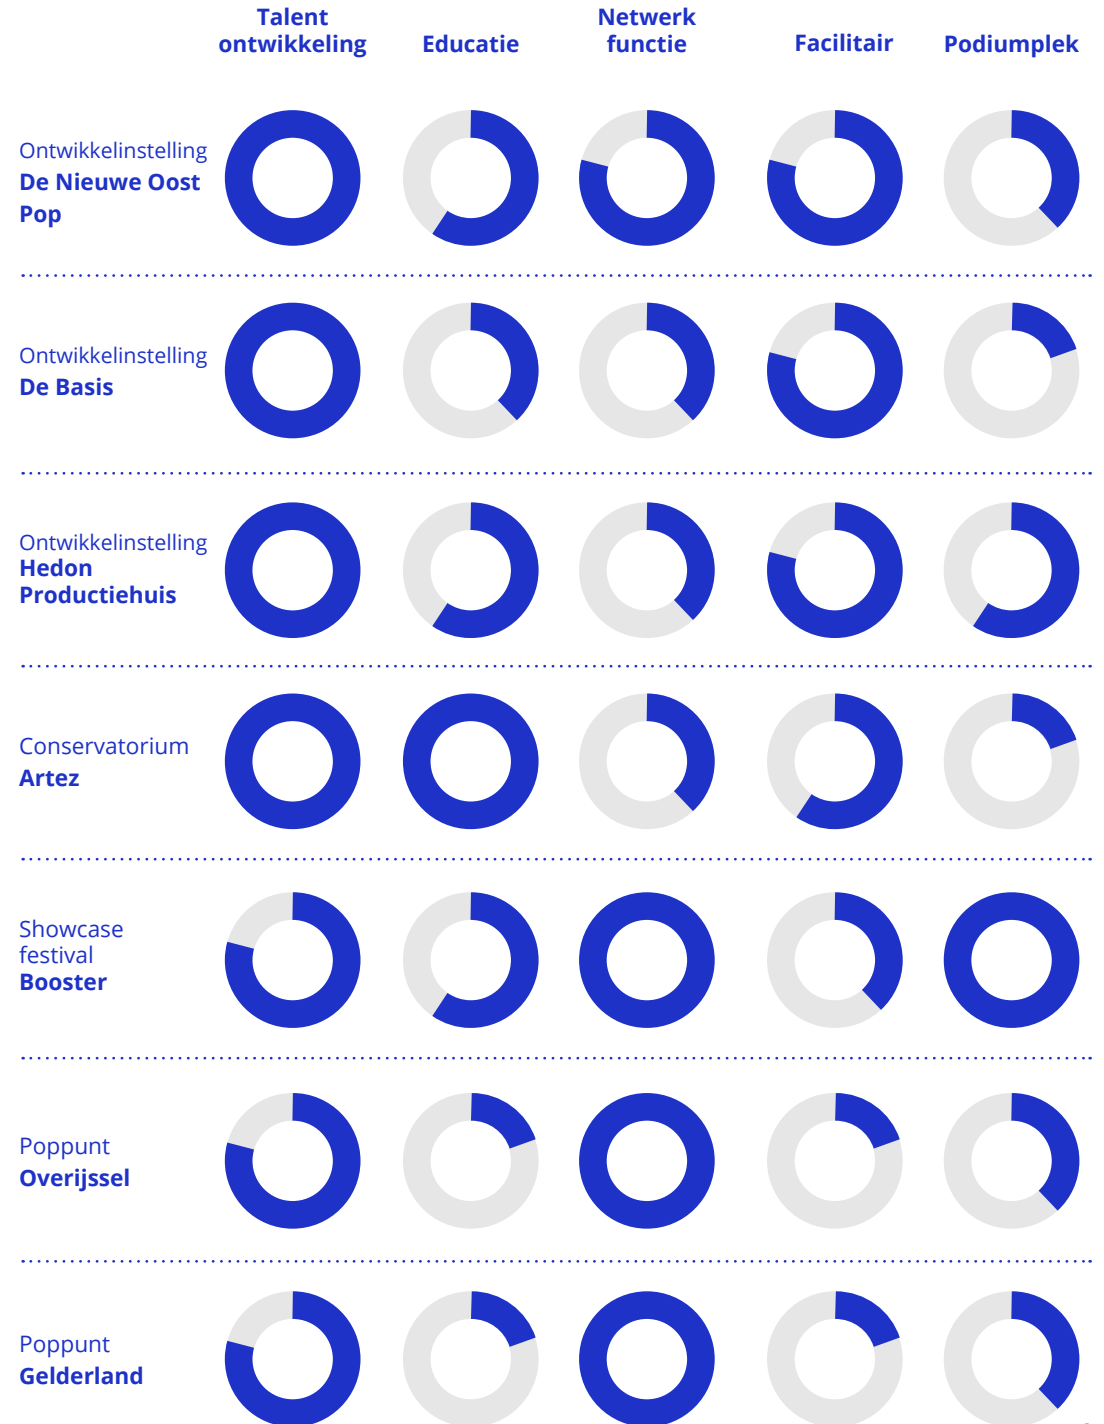 Talent
ontwikkeling
Educatie
Netwerk
functie
Facilitair
Podiumplek
Ontwikkelinstelling
De Nieuwe Oost
Pop
Ontwikkelinstelling
De Basis
Ontwikkelinstelling
Hedon
Productiehuis
Conservatorium
Artez
Showcase
festival
Booster
Poppunt
Overijssel
Poppunt
Gelderland